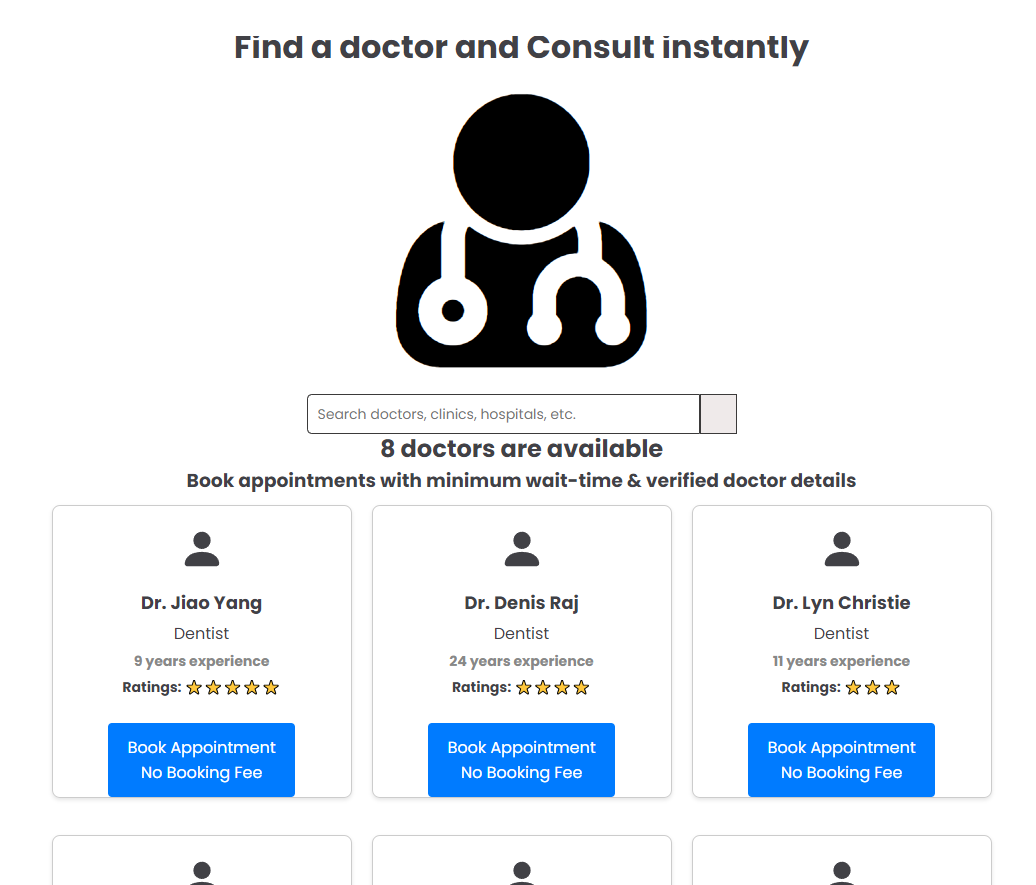 Find a doctor and Consult instantly
Search doctors, clinics, hospitals, etc.
8 doctors are available
Book appointments with minimum wait-time & verified doctor details
Dr. Jiao Yang
Dentist
9 years experience
Ratings:
Book Appointment
No Booking Fee
Dr. Denis Raj
Dentist
24 years experience
Ratings:
Book Appointment
No Booking Fee
Dr. Lyn Christie
Dentist
11 years experience
Ratings:
Book Appointment
No Booking Fee